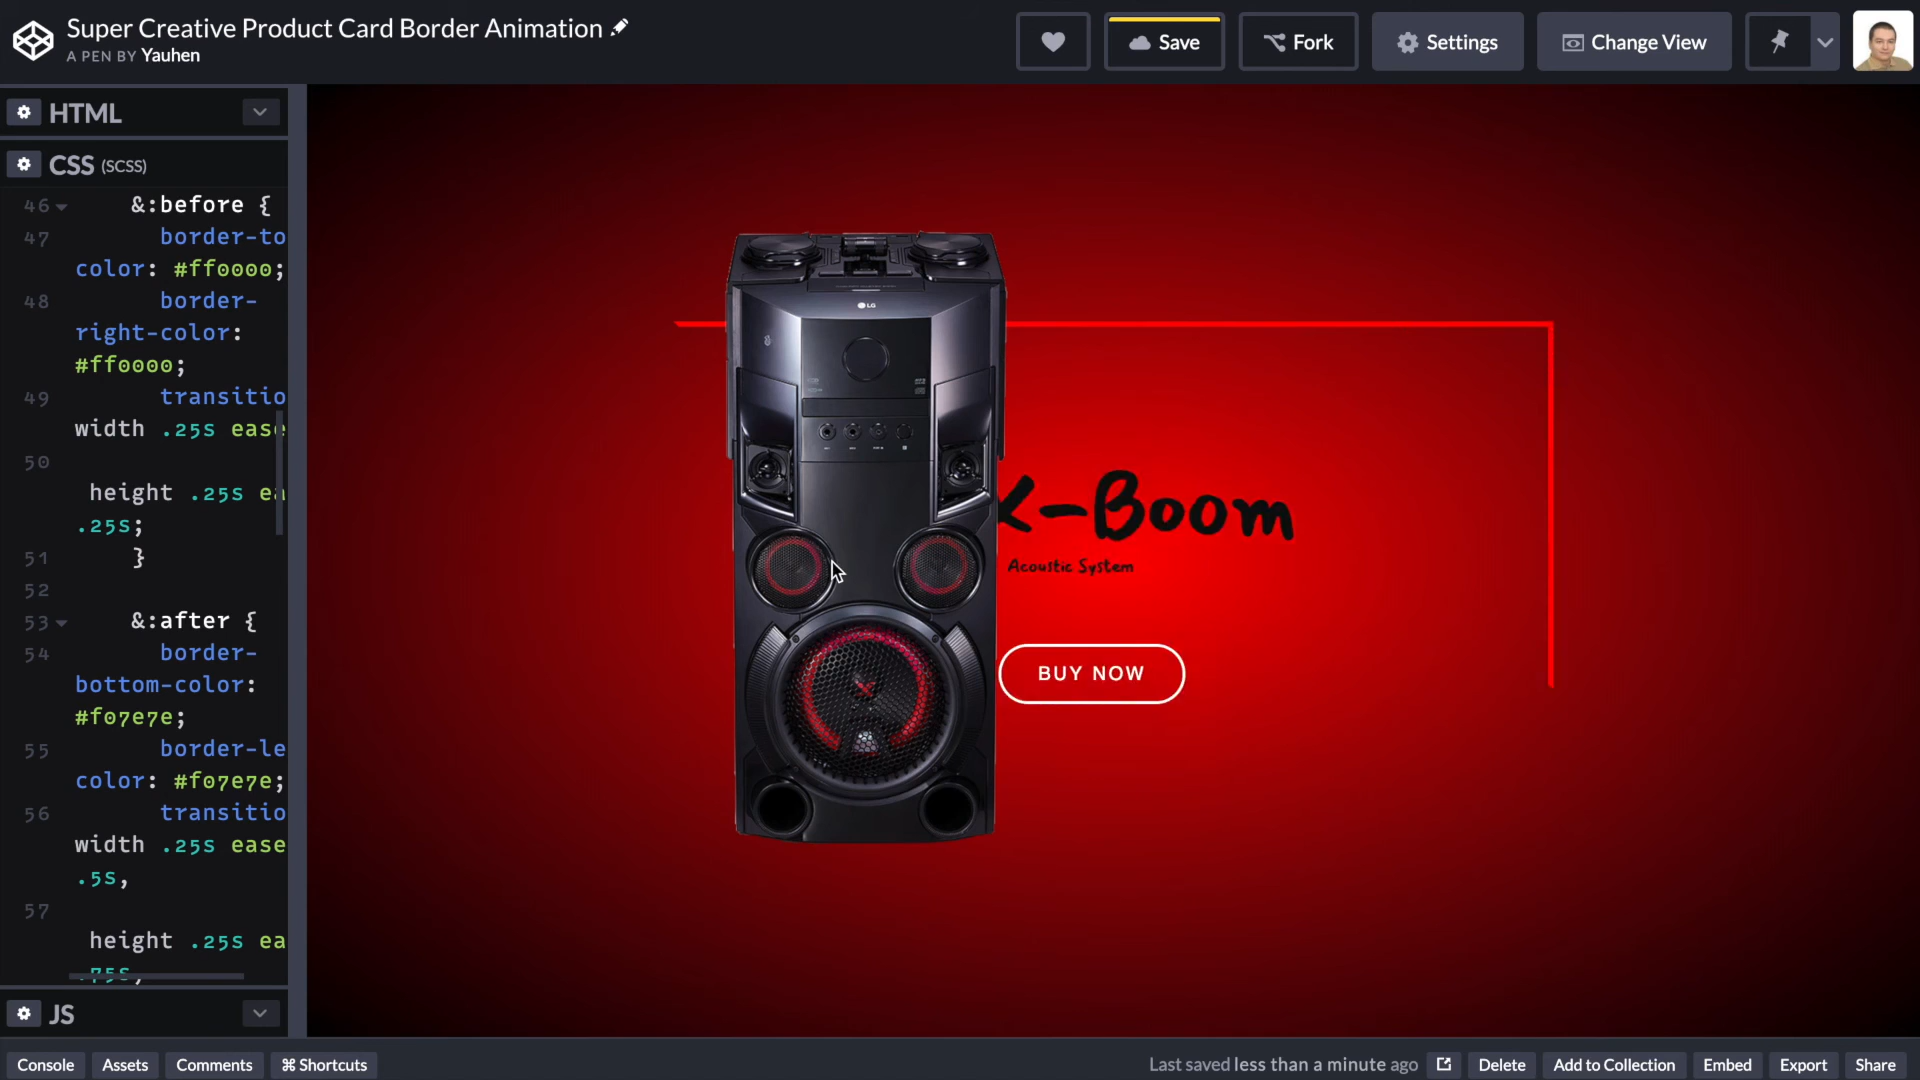 Super Creative Product Card Border Animation
A PEN BY Yauhen
Save
Fork
Settings
Change View
HTML
CSS (SCSS)
46 &:before {
47 border-to
color: #ff0000;
48 border-
right-color:
#ff0000;
49 transitio
width .25s ease
50
height .25s ea
.25s;
51 }
52
53 &:after {
54 border-
bottom-color:
#f07e7e;
55 border-le
color: #f07e7e;
56 transitio
width .25s ease
.5s,
57
height .25s ea
.75s,
JS
LG
X-Boom
Acoustic System
BUY NOW
Console
Assets
Comments
⌘ Shortcuts
Last saved less than a minute ago
Delete
Add to Collection
Embed
Export
Share